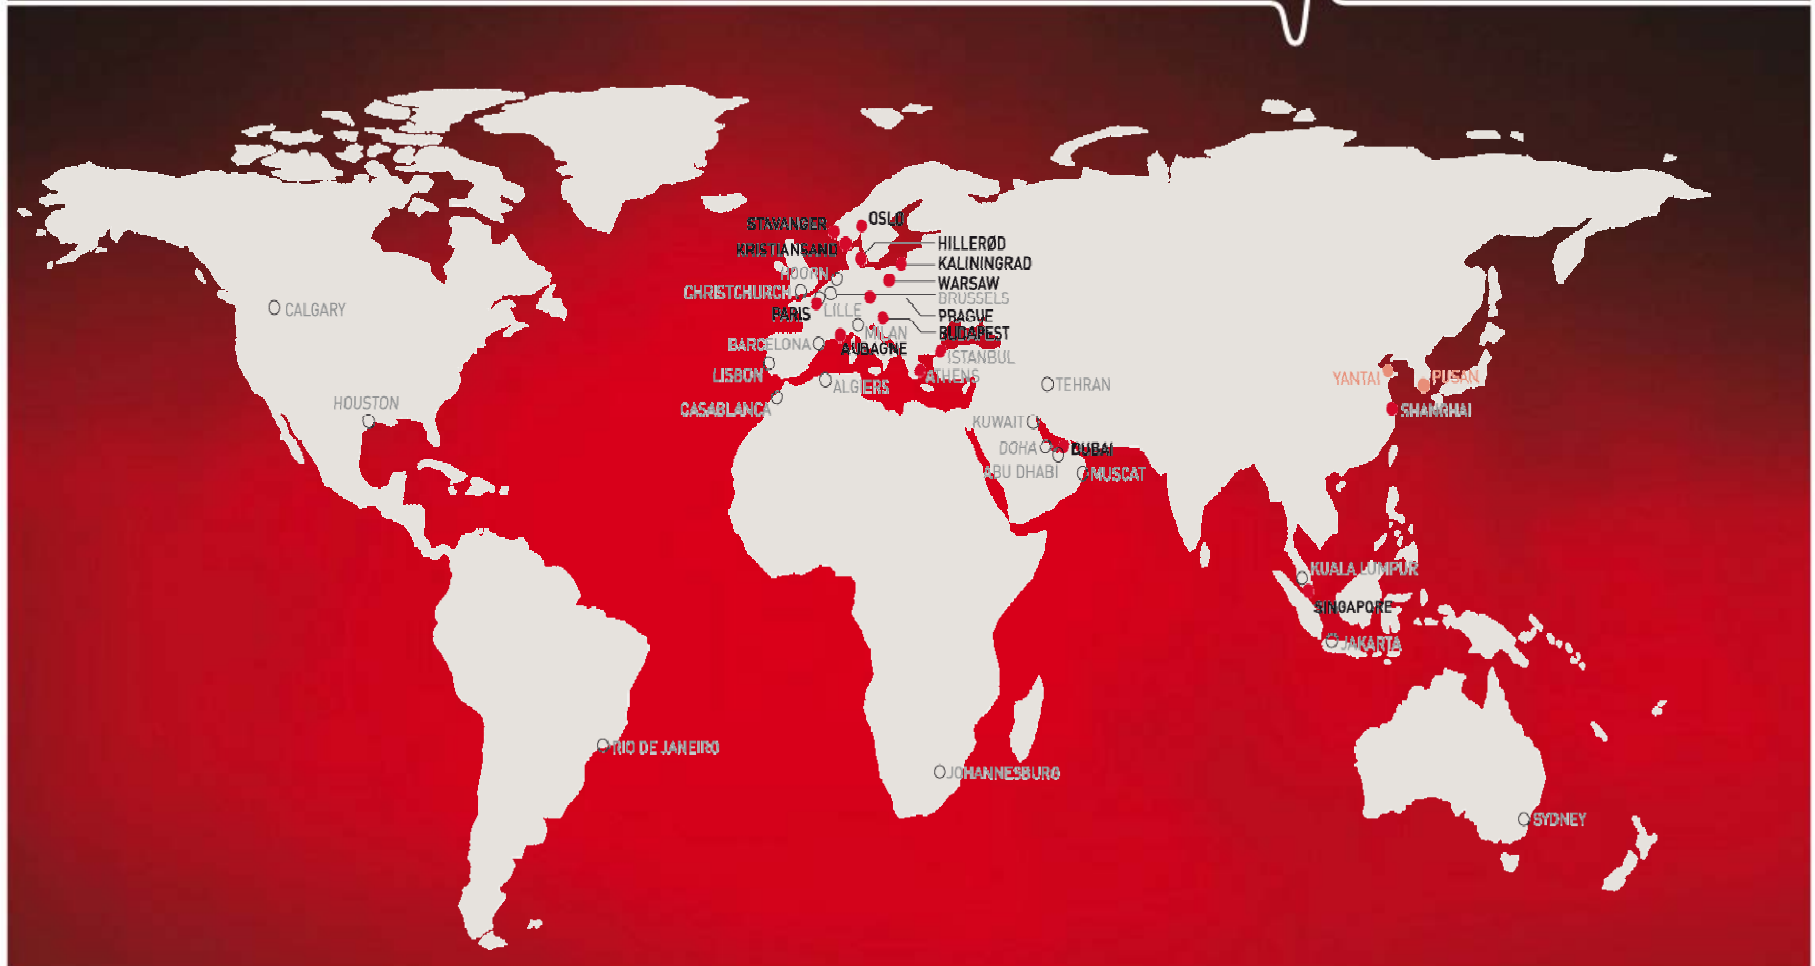 STAVANGER
OSLO
KRISTIANSAND
HILLERØD
KALININGRAD
HOORN
WARSAW
CHRISTCHURCH
BRUSSELS
CALGARY
PARIS
LILLE
PRAGUE
MILAN
BUDAPEST
BARCELONA
AUBAGNE
ISTANBUL
LISBON
ATHENS
ALGIERS
TEHRAN
YANTAI
PUSAN
HOUSTON
CASABLANCA
SHANGHAI
KUWAIT
DOHA
DUBAI
ABU DHABI
MUSCAT
KUALA LUMPUR
SINGAPORE
JAKARTA
RIO DE JANEIRO
JOHANNESBURG
SYDNEY